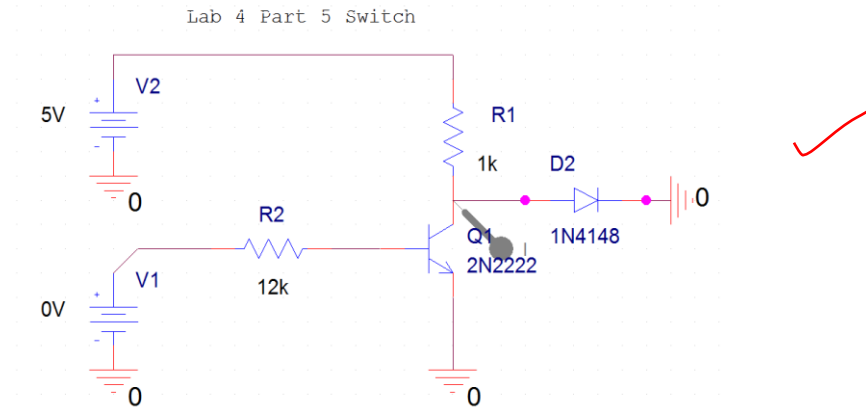 Lab 4 Part 5 Switch
V2
5V
+
-
0
R1
1k
D2
1N4148
0
R2
12k
Q1
2N2222
I
V1
0V
+
-
0
0